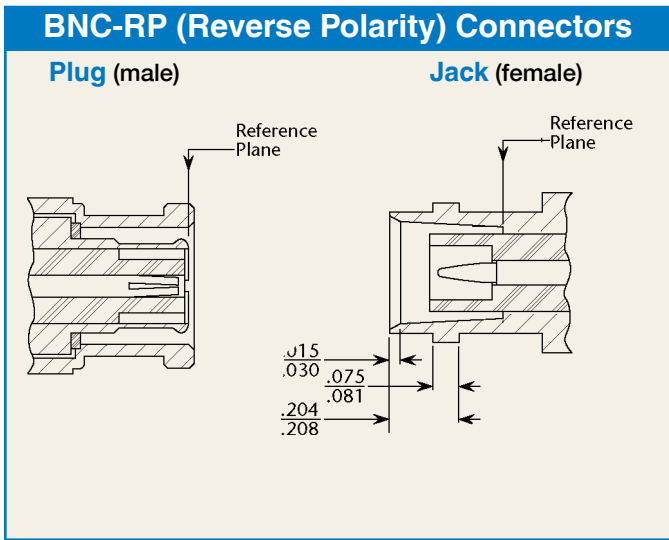 BNC-RP (Reverse Polarity) Connectors
Plug (male)
Jack (female)
Reference
Plane
Reference
Plane
.015
.030
.075
.081
.204
.208